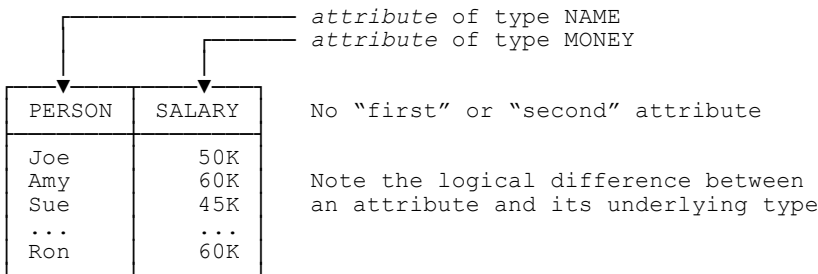 attribute of type NAME
attribute of type MONEY
PERSON SALARY No “first” or “second” attribute
Joe 50K
Amy 60K Note the logical difference between
Sue 45K an attribute and its underlying type
... ...
Ron 60K